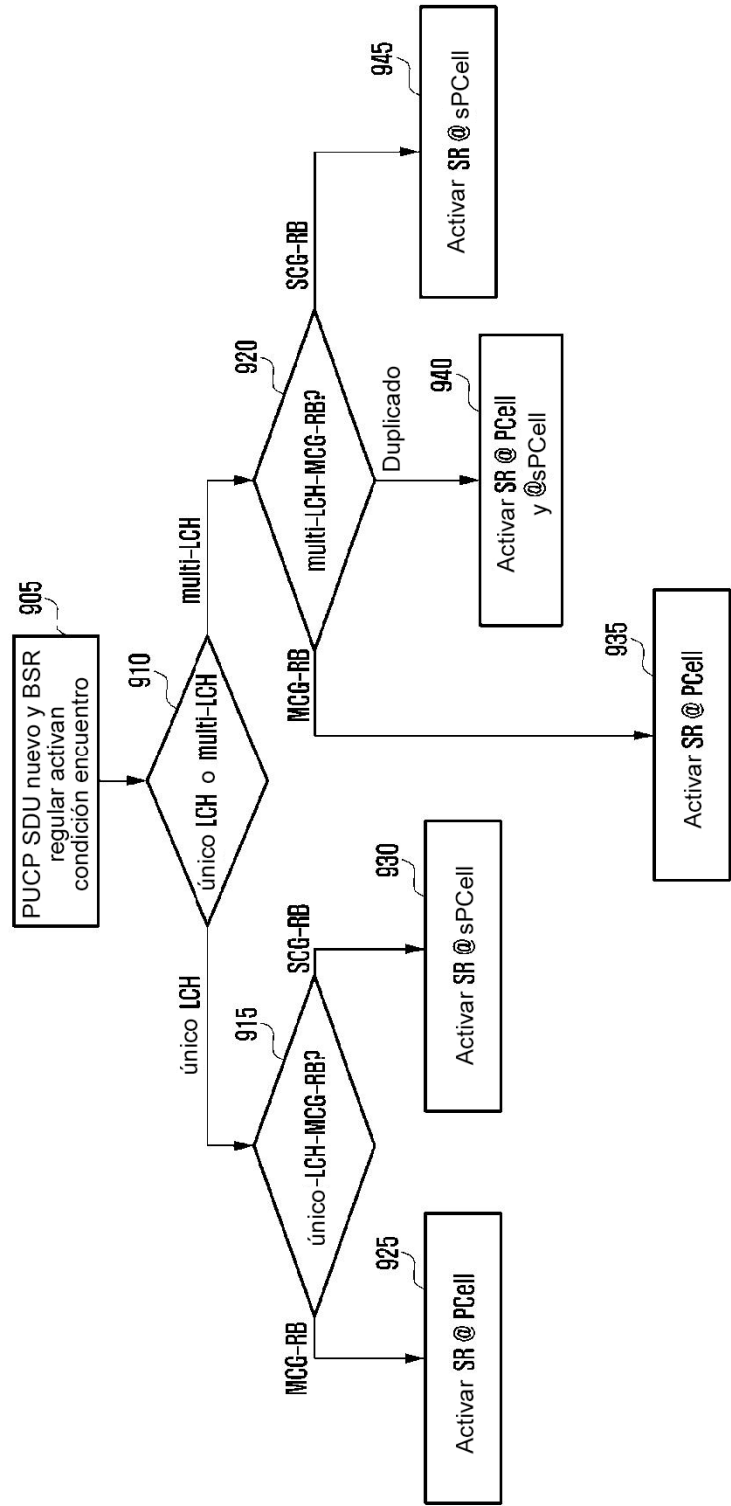 905
PUCP SDU nuevo y BSR
regular activan
condición encuentro
910
único LCH o multi-LCH
único LCH
multi-LCH
915
único-LCH-MCG-RB?
MCG-RB
SCG-RB
920
multi-LCH-MCG-RB?
MCG-RB
Duplicado
SCG-RB
925
Activar SR @ PCell
930
Activar SR @ sPCell
935
Activar SR @ PCell
940
Activar SR @ PCell
y @sPCell
945
Activar SR @ sPCell